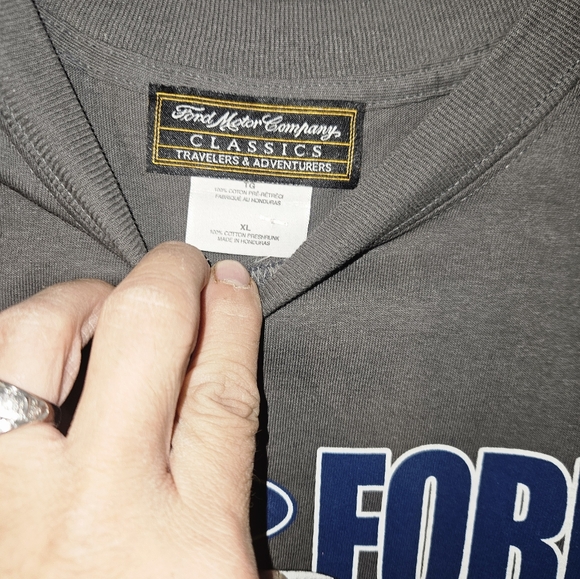 Ford Motor Company
CLASSICS
TRAVELERS & ADVENTURERS
TG
100% COTTON PRÉ-RÉTRÉCI
FABRIQUÉ AU HONDURAS
XL
100% COTTON PRESHRUNK
MADE IN HONDURAS
FOR